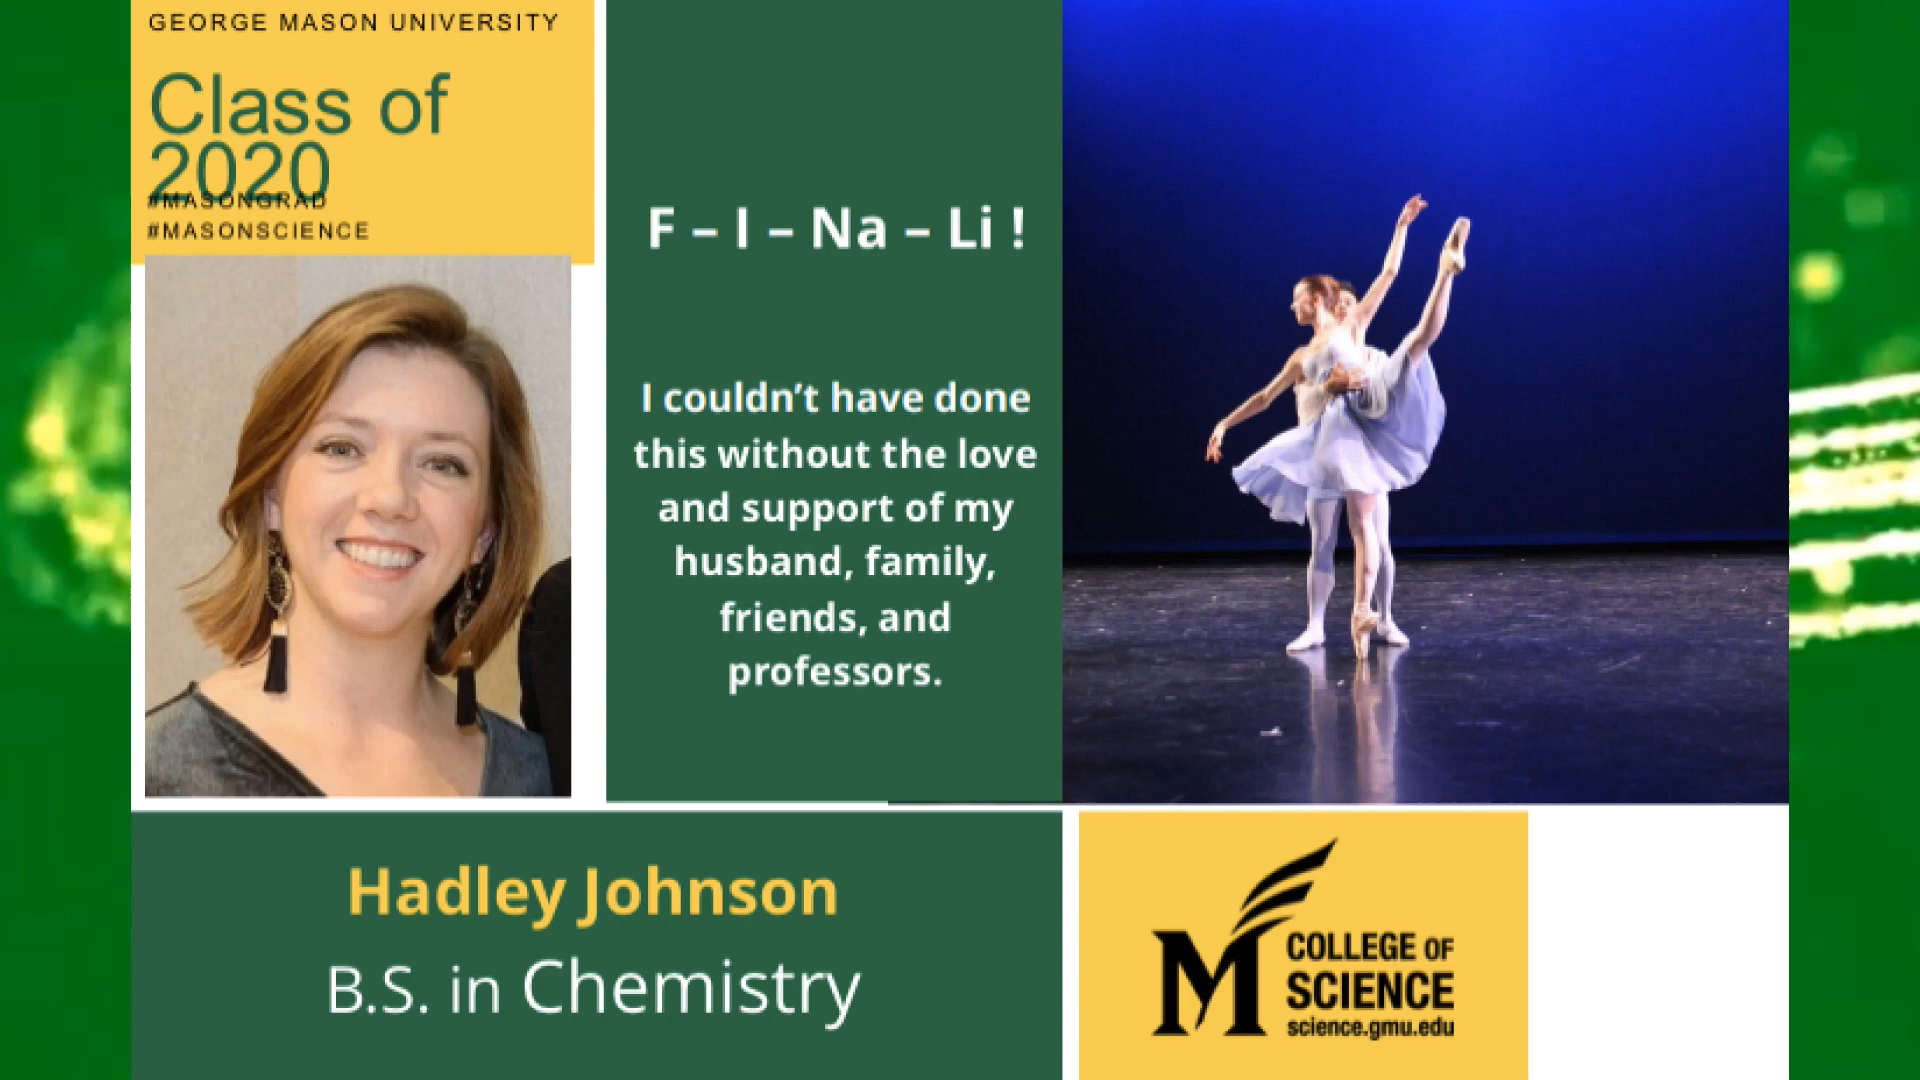 GEORGE MASON UNIVERSITY
Class of
2020
#MASONGRAD
#MASONSCIENCE
F – I – Na – Li !
I couldn’t have done
this without the love
and support of my
husband, family,
friends, and
professors.
Hadley Johnson
B.S. in Chemistry
M
COLLEGE OF
SCIENCE
science.gmu.edu